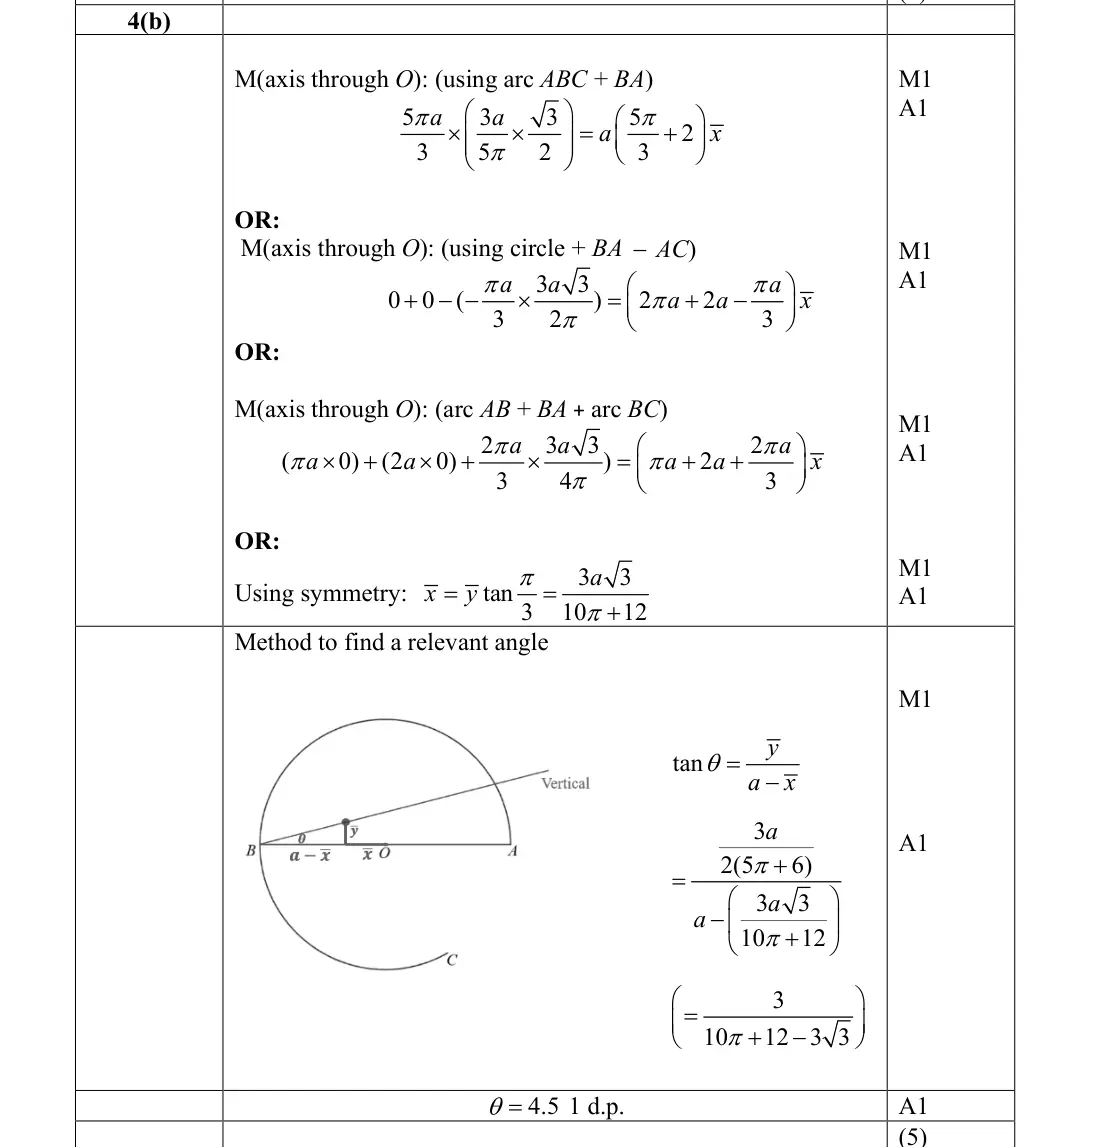 4(b)
M(axis through O): (using arc ABC + BA)
M1
A1
5πa/3 × (3a/5π × √3/2) = a(5π/3 + 2) x̄
OR:
M(axis through O): (using circle + BA − AC)
M1
A1
0 + 0 − (− πa/3 × 3a√3/2π) = (2πa + 2a − πa/3) x̄
OR:
M(axis through O): (arc AB + BA + arc BC)
M1
A1
(πa × 0) + (2a × 0) + 2πa/3 × 3a√3/4π) = (πa + 2a + 2πa/3) x̄
OR:
M1
Using symmetry: x̄ = ȳ tan π/3 = 3a√3/(10π + 12)
A1
Method to find a relevant angle
M1
tan θ = ȳ/(a − x̄)
Vertical
θ
ȳ
B
a − x̄
x̄ O
A
= (3a/(2(5π + 6)))/(a − (3a√3/(10π + 12)))
A1
C
(= 3/(10π + 12 − 3√3))
θ = 4.5 1 d.p.
A1
(5)